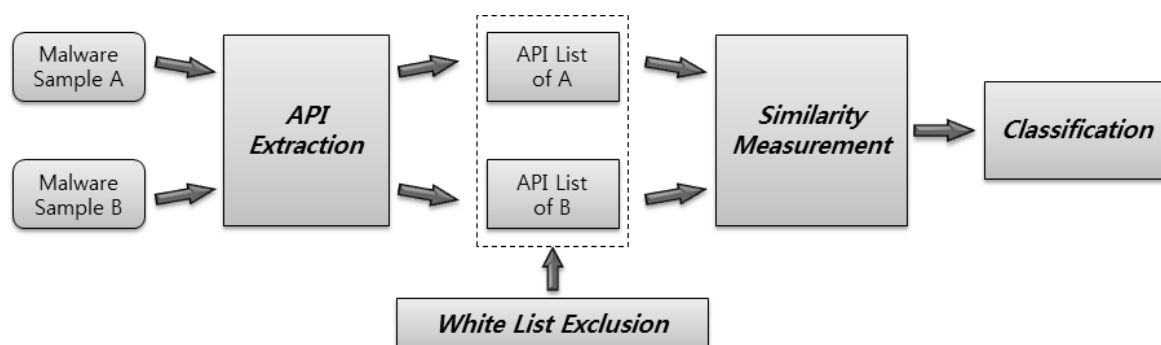 Malware
Sample A
Malware
Sample B
API
Extraction
API List
of A
API List
of B
White List Exclusion
Similarity
Measurement
Classification